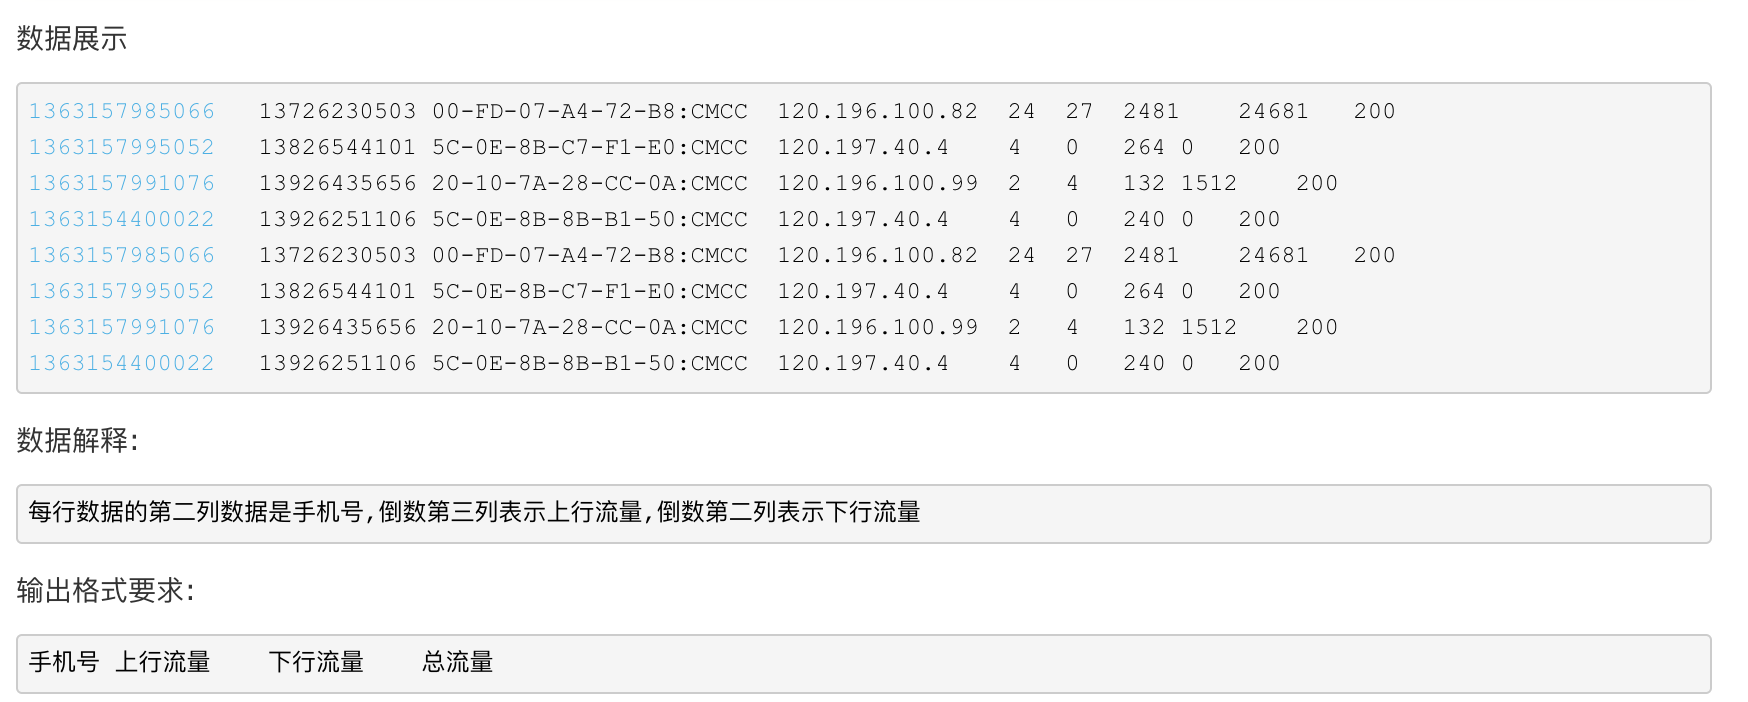 数据展示
1363157985066 13726230503 00-FD-07-A4-72-B8:CMCC 120.196.100.82 24 27 2481 24681 200
1363157995052 13826544101 5C-0E-8B-C7-F1-E0:CMCC 120.197.40.4 4 0 264 0 200
1363157991076 13926435656 20-10-7A-28-CC-0A:CMCC 120.196.100.99 2 4 132 1512 200
1363154400022 13926251106 5C-0E-8B-8B-B1-50:CMCC 120.197.40.4 4 0 240 0 200
1363157985066 13726230503 00-FD-07-A4-72-B8:CMCC 120.196.100.82 24 27 2481 24681 200
1363157995052 13826544101 5C-0E-8B-C7-F1-E0:CMCC 120.197.40.4 4 0 264 0 200
1363157991076 13926435656 20-10-7A-28-CC-0A:CMCC 120.196.100.99 2 4 132 1512 200
1363154400022 13926251106 5C-0E-8B-8B-B1-50:CMCC 120.197.40.4 4 0 240 0 200
数据解释:
每行数据的第二列数据是手机号,倒数第三列表示上行流量,倒数第二列表示下行流量
输出格式要求:
手机号 上行流量 下行流量 总流量